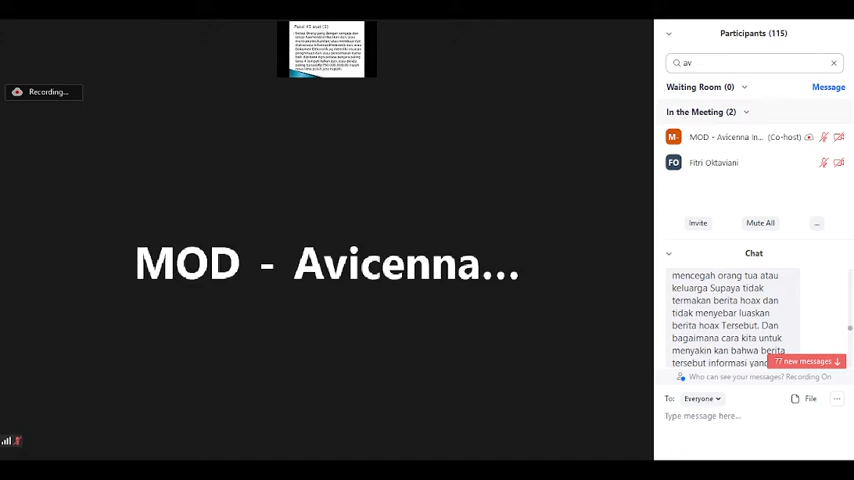 Pasal 45 ayat (1)
Recording...
MOD - Avicenna...
Participants (115)
av
Waiting Room (0)
Message
In the Meeting (2)
M-
MOD - Avicenna In... (Co-host)
FO
Fitri Oktaviani
Invite
Mute All
...
Chat
mencegah orang tua atau
keluarga Supaya tidak
termakan berita hoax dan
tidak menyebar luaskan
berita hoax Tersebut. Dan
bagaimana cara kita untuk
menyakin kan bahwa berita
tersebut informasi yang
77 new messages
Who can see your messages? Recording On
To: Everyone
File
...
Type message here...